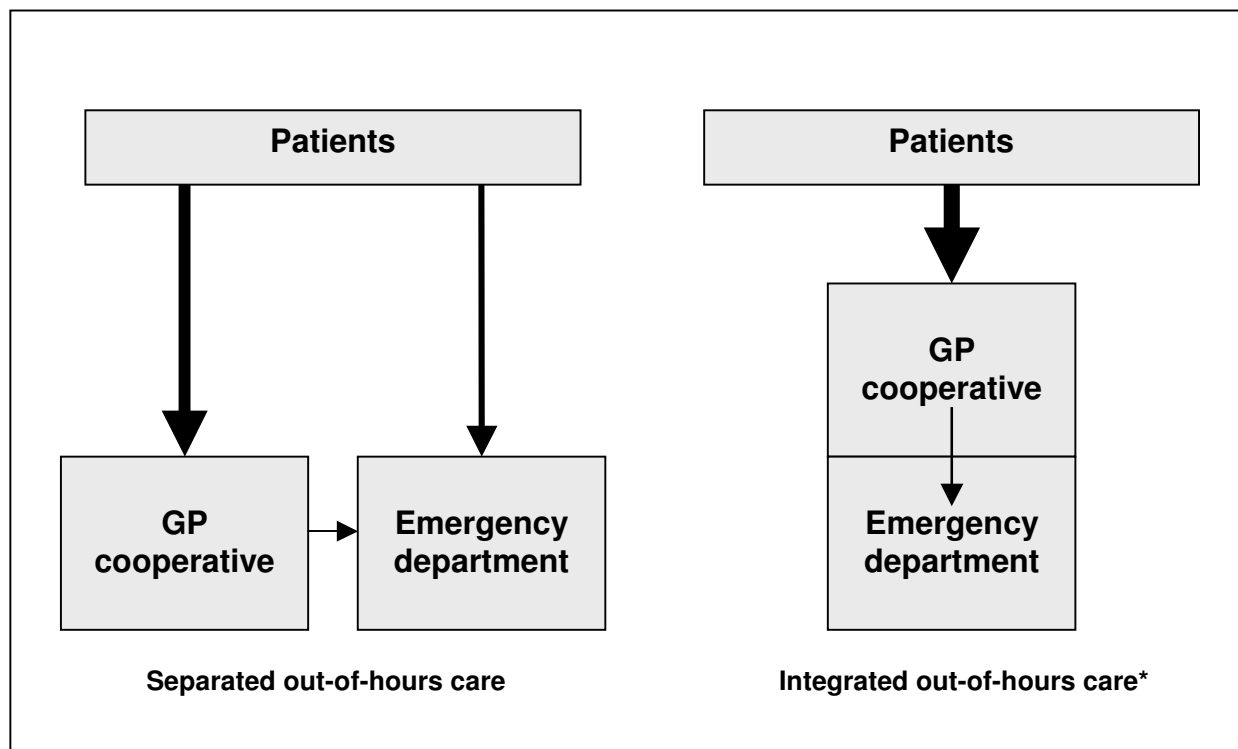 Patients
GP
cooperative
Emergency
department
Separated out-of-hours care
Patients
GP
cooperative
Emergency
department
Integrated out-of-hours care*